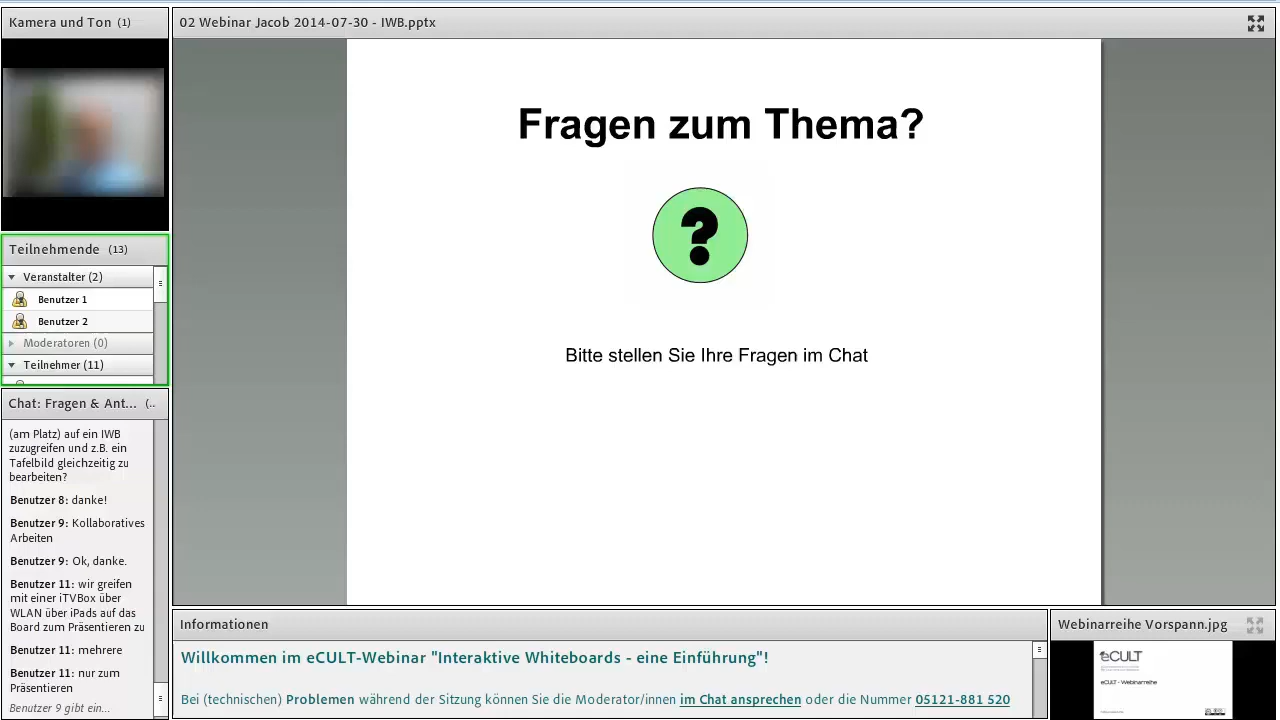 Kamera und Ton (1)
02 Webinar Jacob 2014-07-30 - IWB.pptx
Fragen zum Thema?
?
Bitte stellen Sie Ihre Fragen im Chat
Teilnehmende (13)
Veranstalter (2)
Benutzer 1
Benutzer 2
Moderatoren (0)
Teilnehmer (11)
Chat: Fragen & Ant... (..
(am Platz) auf ein IWB
zuzugreifen und z.B. ein
Tafelbild gleichzeitig zu
bearbeiten?
Benutzer 8: danke!
Benutzer 9: Kollaboratives
Arbeiten
Benutzer 9: Ok, danke.
Benutzer 11: wir greifen
mit einer iTVBox über
WLAN über iPads auf das
Board zum Präsentieren zu
Benutzer 11: mehrere
Benutzer 11: nur zum
Präsentieren
Benutzer 9 gibt ein...
Informationen
Willkommen im eCULT-Webinar "Interaktive Whiteboards - eine Einführung"!
Bei (technischen) Problemen während der Sitzung können Sie die Moderator/innen im Chat ansprechen oder die Nummer 05121-881 520
Webinarreihe Vorspann.jpg
eCULT
eCULT - Webinarreihe